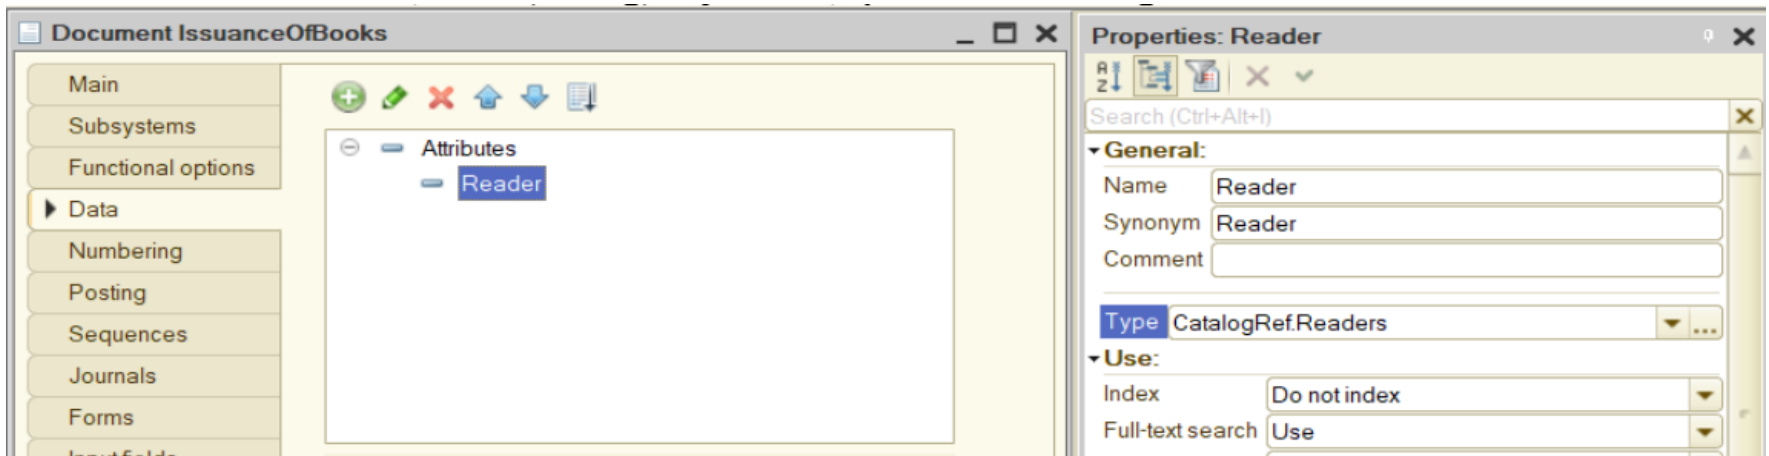 Document IssuanceOfBooks
Main
Subsystems
Functional options
Data
Numbering
Posting
Sequences
Journals
Forms
Attributes
Reader
Properties: Reader
Search (Ctrl+Alt+I)
General:
Name Reader
Synonym Reader
Comment
Type CatalogRef.Readers
...
Use:
Index Do not index
Full-text search Use